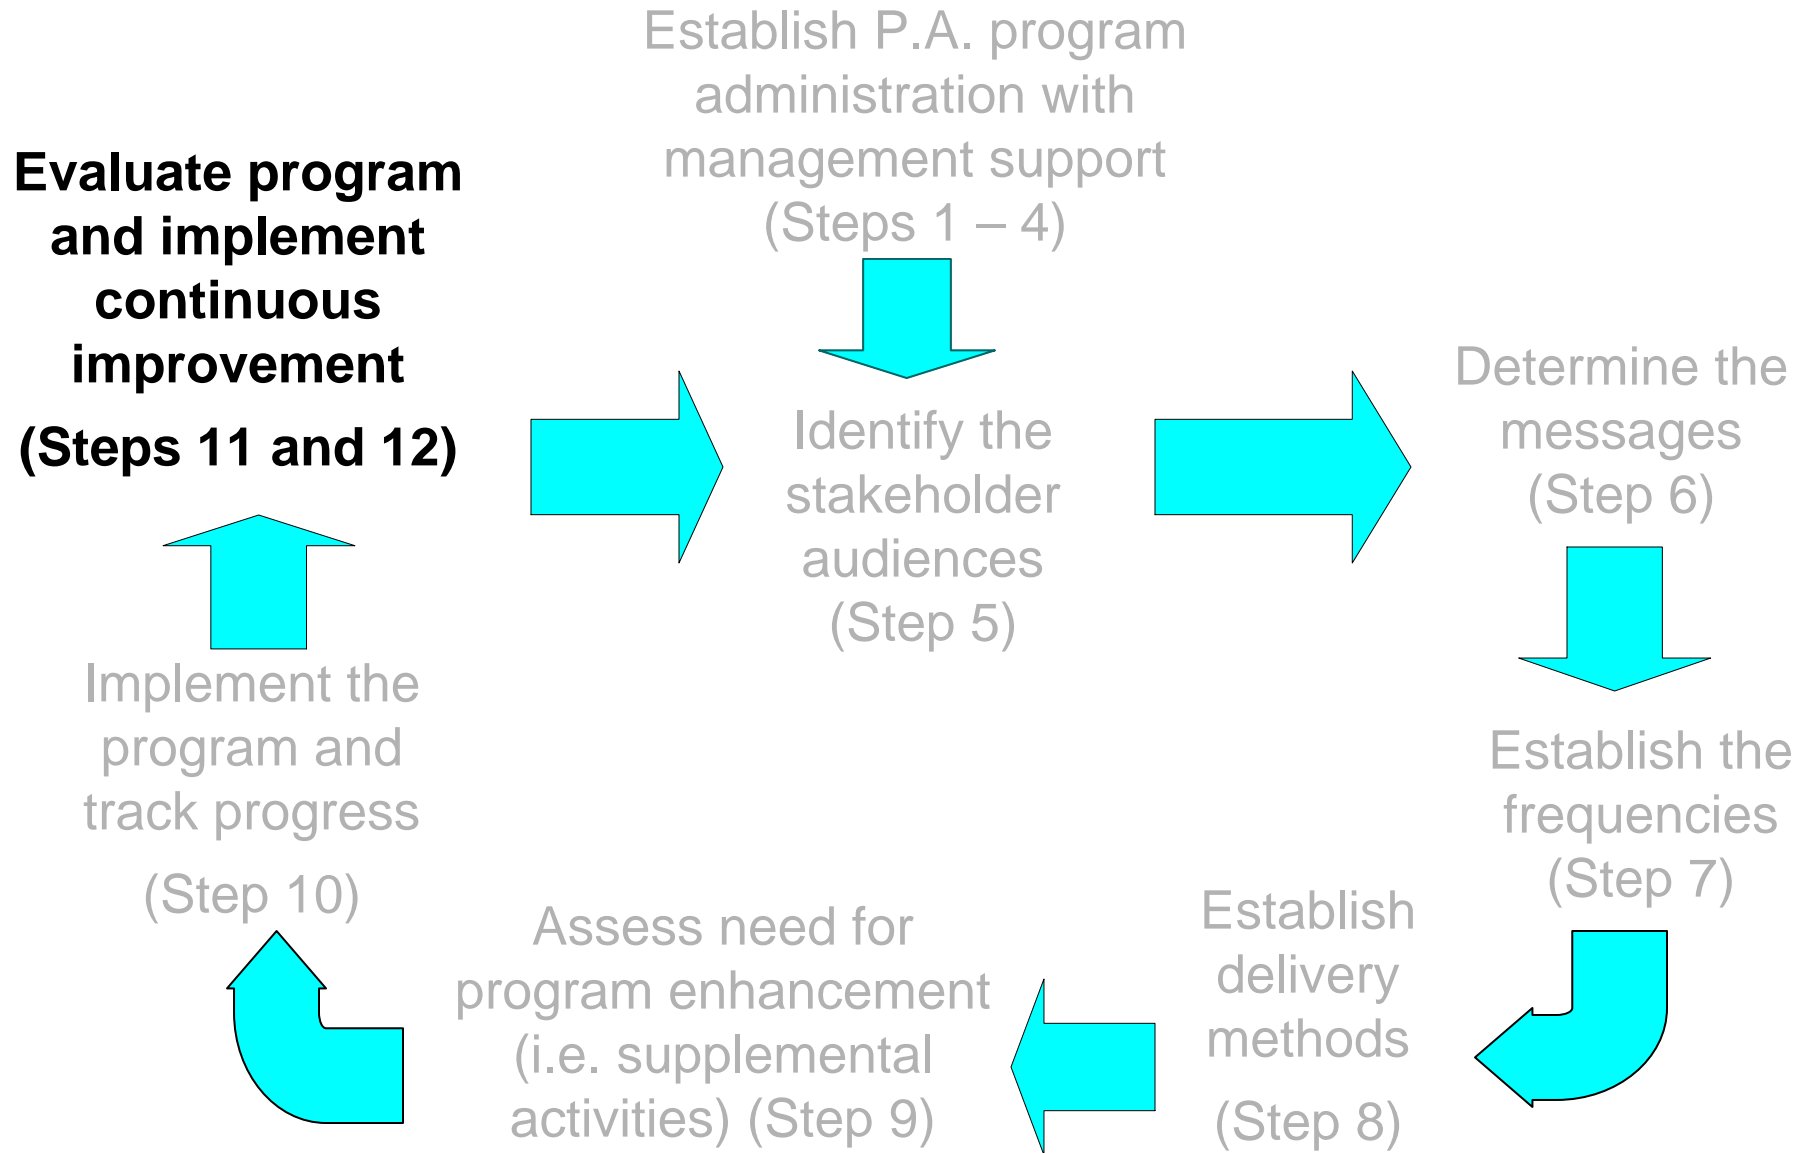 Establish P.A. program
administration with
management support
(Steps 1 – 4)
Evaluate program
and implement
continuous
improvement
(Steps 11 and 12)
Identify the
stakeholder
audiences
(Step 5)
Determine the
messages
(Step 6)
Establish the
frequencies
(Step 7)
Establish
delivery
methods
(Step 8)
Assess need for
program enhancement
(i.e. supplemental
activities) (Step 9)
Implement the
program and
track progress
(Step 10)